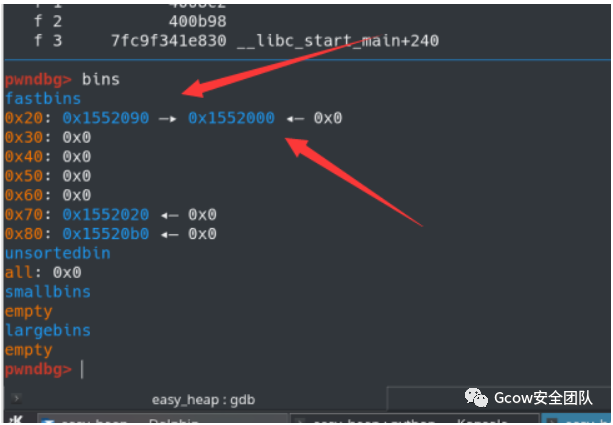 f 2 400b98
f 3 7fc9f341e830 __libc_start_main+240
pwndbg> bins
fastbins
0x20: 0x1552090 —▸ 0x1552000 ◂— 0x0
0x30: 0x0
0x40: 0x0
0x50: 0x0
0x60: 0x0
0x70: 0x1552020 ◂— 0x0
0x80: 0x15520b0 ◂— 0x0
unsortedbin
all: 0x0
smallbins
empty
largebins
empty
pwndbg>
easy_heap : gdb
Gcow安全团队